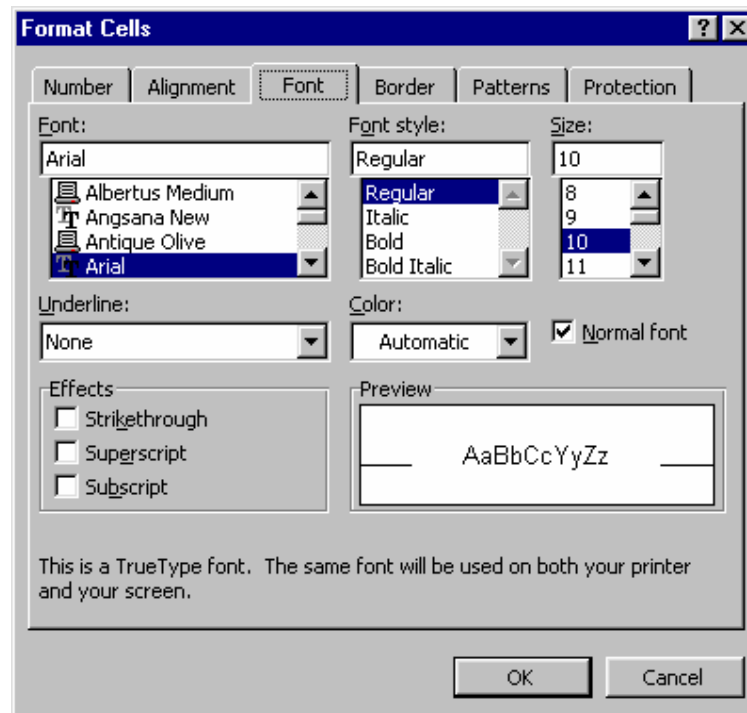 Format Cells
Number Alignment Font Border Patterns Protection
Font: Font style: Size:
Arial Regular 10
Albertus Medium Regular 8
Angsana New Italic 9
Antique Olive Bold 10
Arial Bold Italic 11
Underline: Color:
None Automatic Normal font
Effects Preview
Strikethrough
Superscript AaBbCcYyZz
Subscript
This is a TrueType font. The same font will be used on both your printer
and your screen.
OK Cancel